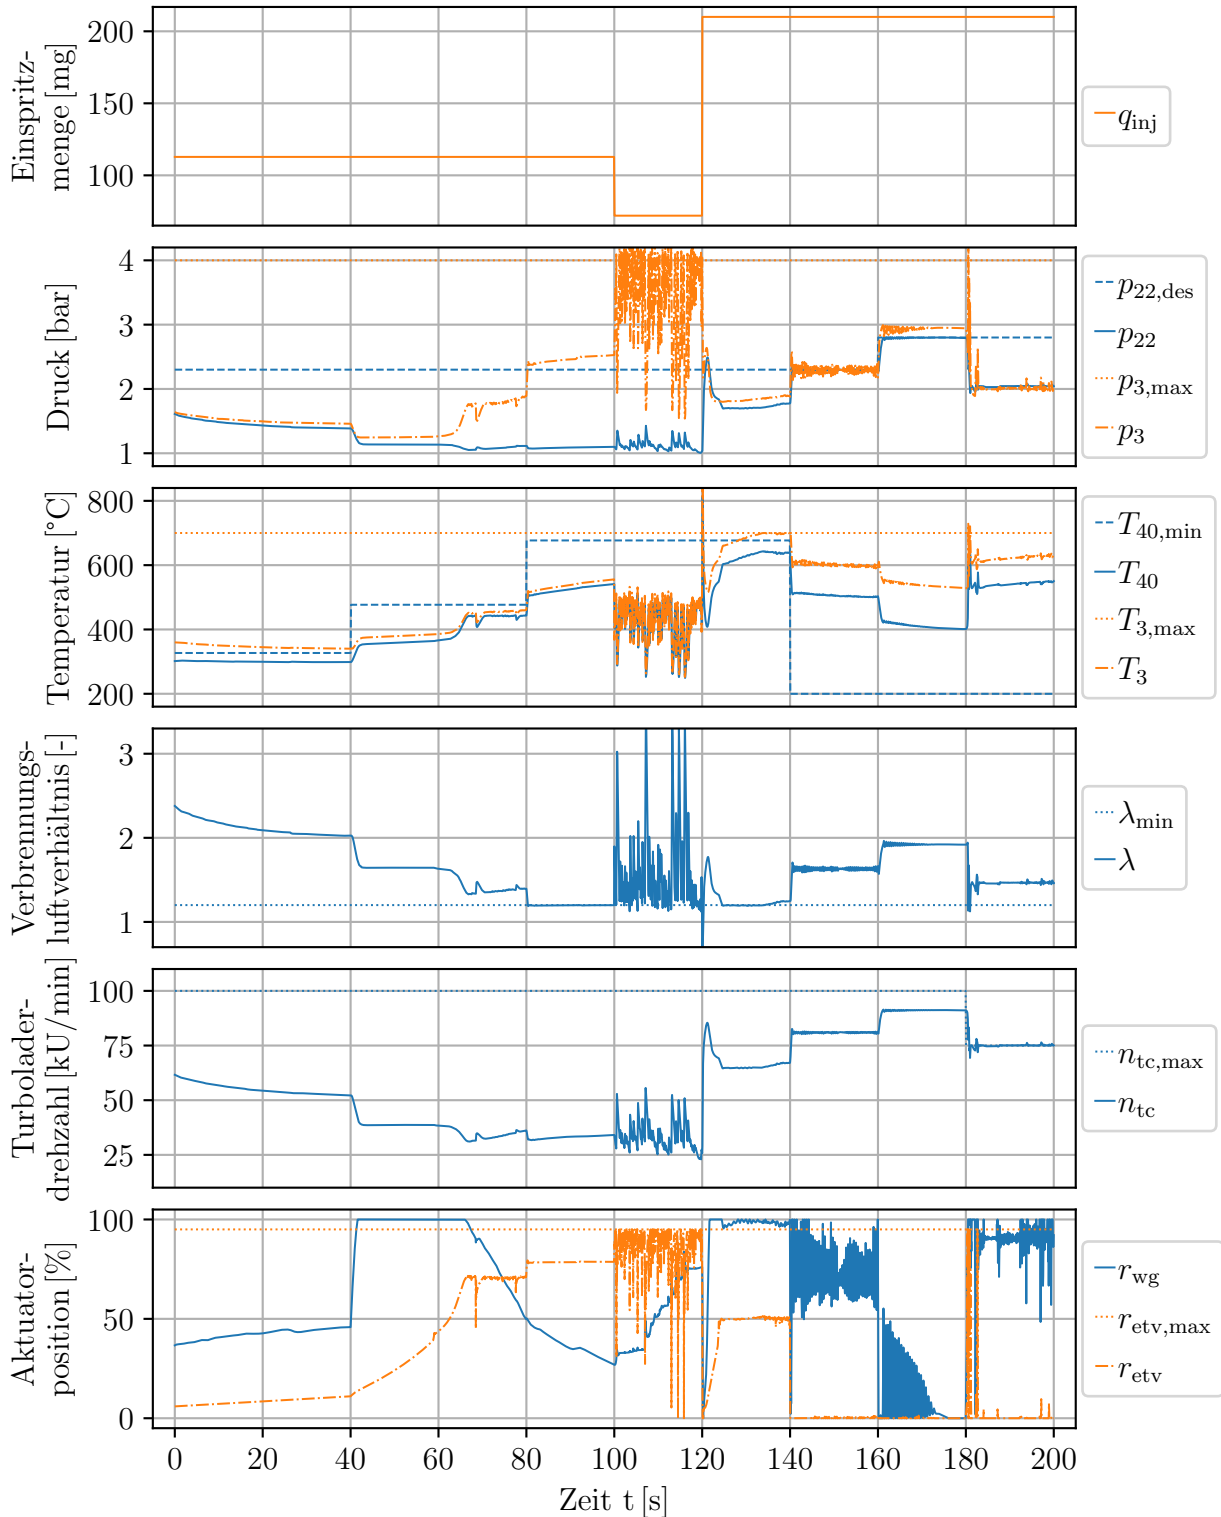 Einspritz-
menge [mg]
200
150
100
q_inj
Druck [bar]
4
3
2
1
p_22,des
p_22
p_3,max
p_3
Temperatur [°C]
800
600
400
200
T_40,min
T_40
T_3,max
T_3
Verbrennungs-
luftverhältnis [-]
3
2
1
λ_min
λ
Turbolader-
drehzahl [kU/min]
100
75
50
25
n_tc,max
n_tc
Aktuator-
position [%]
100
50
0
r_wg
r_etv,max
r_etv
0 20 40 60 80 100 120 140 160 180 200
Zeit t [s]